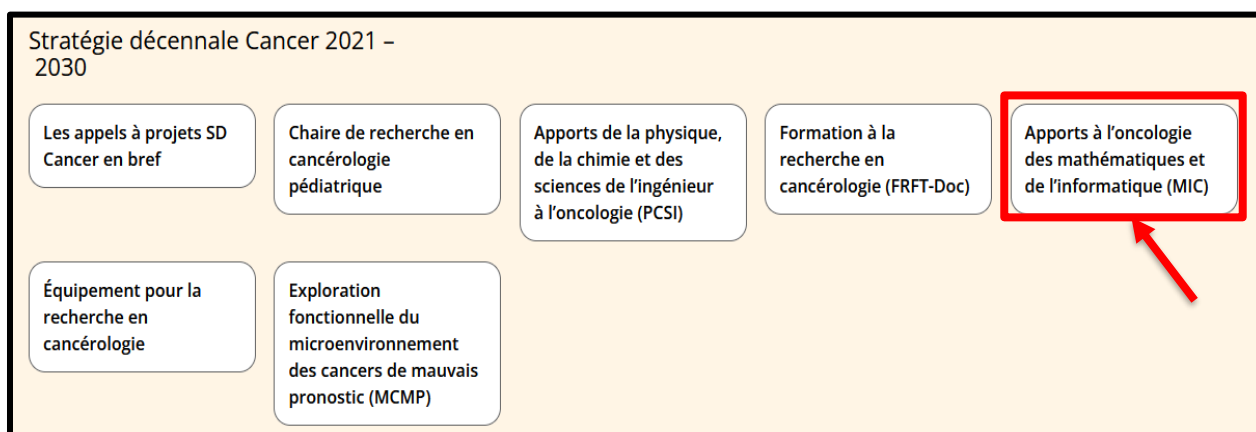 Stratégie décennale Cancer 2021 –
2030
Les appels à projets SD
Cancer en bref
Chaire de recherche en
cancérologie
pédiatrique
Apports de la physique,
de la chimie et des
sciences de l'ingénieur
à l'oncologie (PCSI)
Formation à la
recherche en
cancérologie (FRFT-Doc)
Apports à l'oncologie
des mathématiques et
de l'informatique (MIC)
Équipement pour la
recherche en
cancérologie
Exploration
fonctionnelle du
microenvironnement
des cancers de mauvais
pronostic (MCMP)